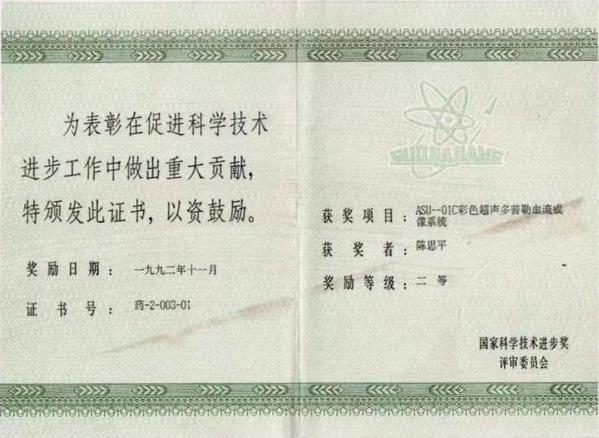 为表彰在促进科学技术
进步工作中做出重大贡献，
特颁发此证书，以资鼓励。
奖励日期： 一九九二年十一月
证书号： 药-2-003-01
获奖项目： ASU--01C彩色超声多普勒血流成
像系统
获奖者： 陈思平
奖励等级： 二 等
国家科学技术进步奖
评审委员会